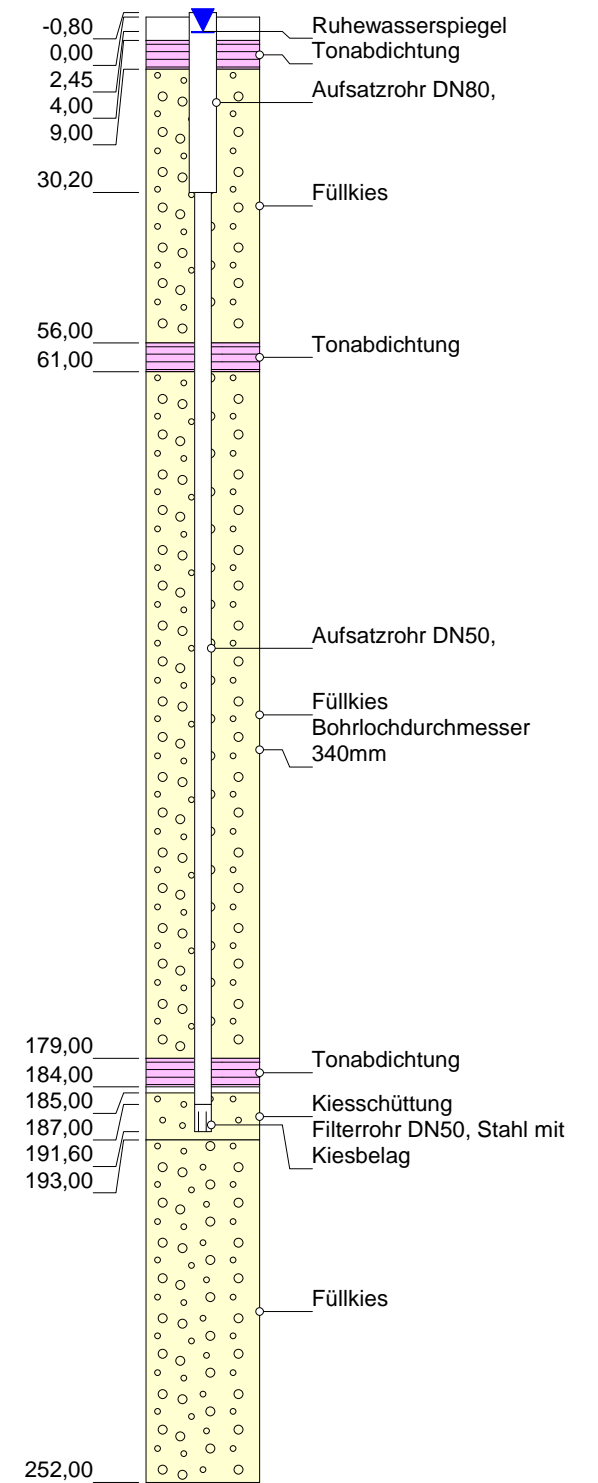 -0,80
Ruhewasserspiegel
0,00
Tonabdichtung
2,45
4,00
Aufsatzrohr DN80,
9,00
30,20
Füllkies
56,00
Tonabdichtung
61,00
Aufsatzrohr DN50,
Füllkies
Bohrlochdurchmesser
340mm
179,00
Tonabdichtung
184,00
185,00
Kiesschüttung
187,00
Filterrohr DN50, Stahl mit
Kiesbelag
191,60
193,00
Füllkies
252,00